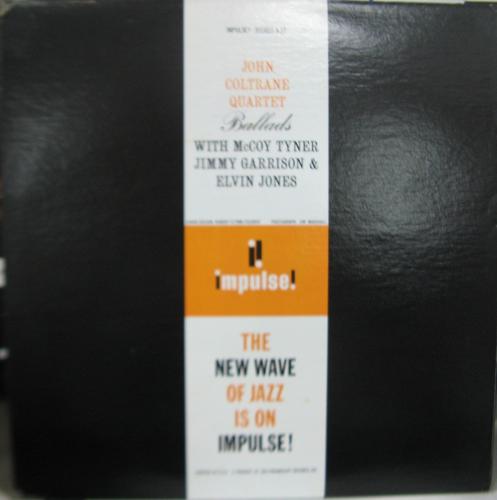 JOHN
COLTRANE
QUARTET
Ballads
WITH McCOY TYNER
JIMMY GARRISON &
ELVIN JONES
impulse!
THE
NEW WAVE
OF JAZZ
IS ON
IMPULSE!